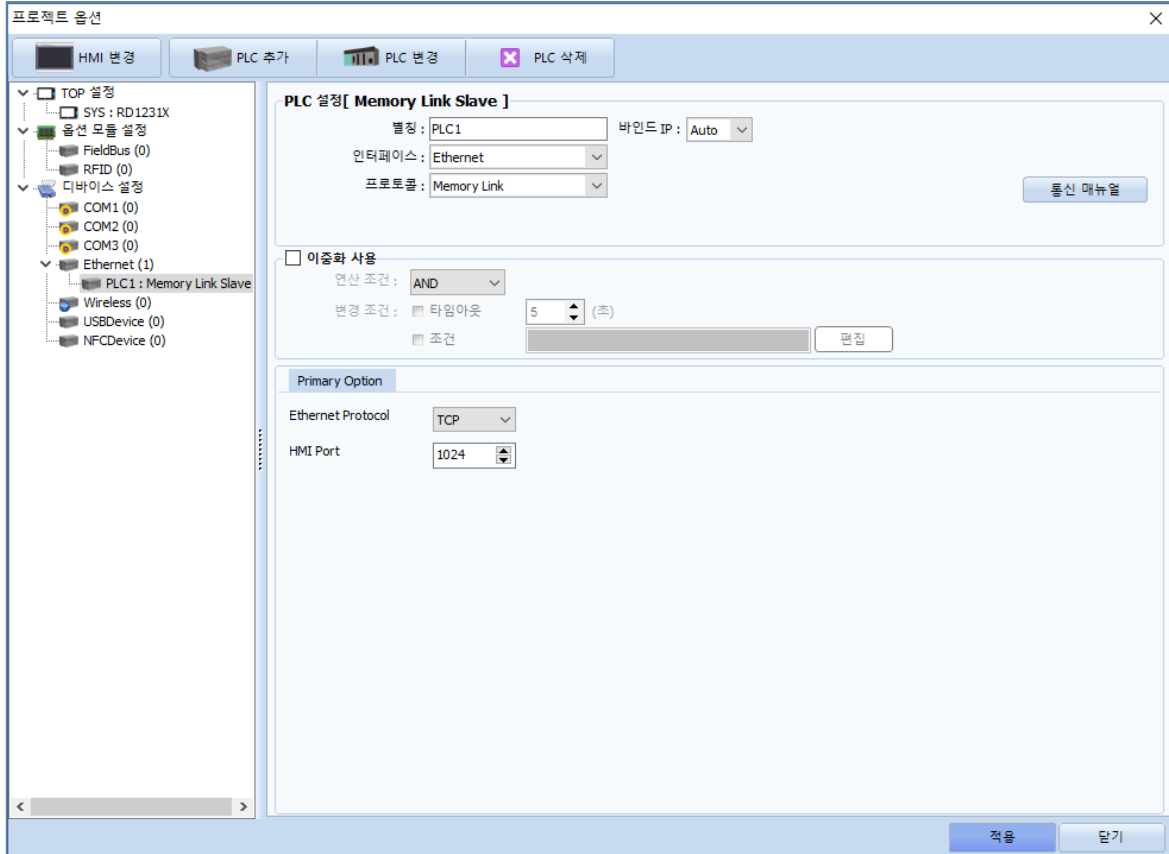 프로젝트 옵션
HMI 변경
PLC 추가
PLC 변경
PLC 삭제
TOP 설정
SYS : RD1231X
옵션 모듈 설정
FieldBus (0)
RFID (0)
디바이스 설정
COM1 (0)
COM2 (0)
COM3 (0)
Ethernet (1)
PLC1 : Memory Link Slave
Wireless (0)
USBDevice (0)
NFCDevice (0)
PLC 설정[ Memory Link Slave ]
별칭 : PLC1 바인드 IP : Auto
인터페이스 : Ethernet
프로토콜 : Memory Link
통신 매뉴얼
이중화 사용
연산 조건 : AND
변경 조건 : 타임아웃 5 (초)
조건 편집
Primary Option
Ethernet Protocol TCP
HMI Port 1024
적용 닫기